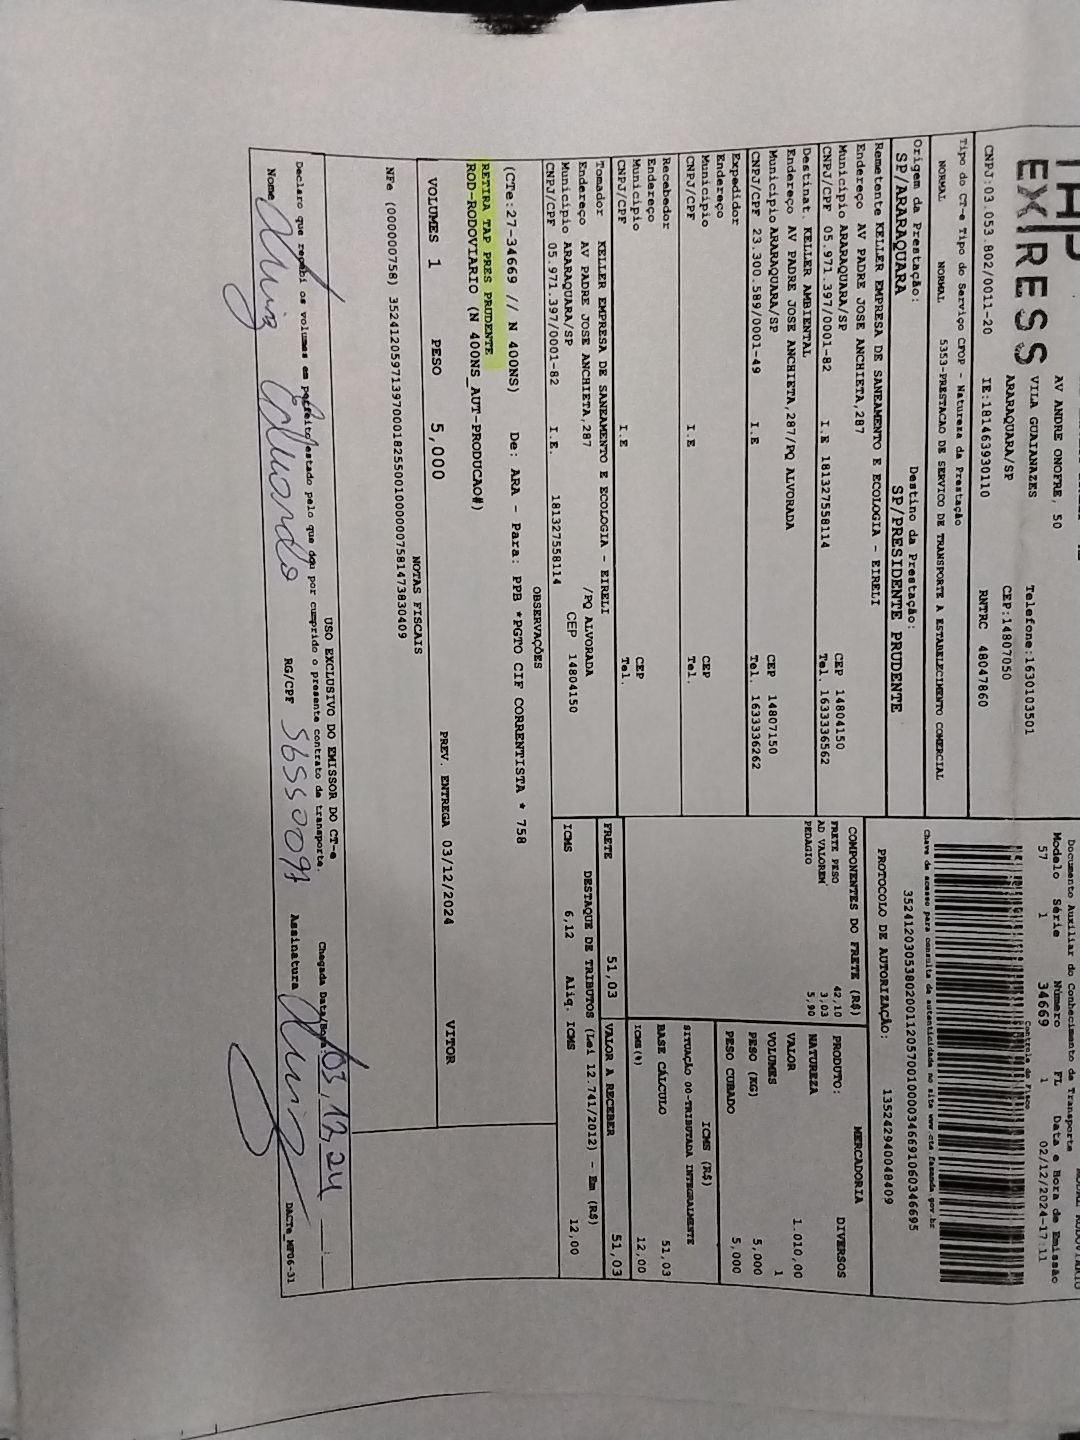 TAP
EXPRESS
AV ANDRE ONOFRE, 50
VILA GUAIANAZES
ARARAQUARA/SP
Telefone:1630103501
CEP:14807050
CNPJ:03.053.802/0011-20 IE:181463930110 RNTRC 48047860
Documento Auxiliar do Conhecimento de Transporte
Modelo Série Número FL Data e Hora de Emissão
57 1 34669 1 02/12/2024-17:11
Controle do Fisco
Chave de acesso para consulta de autenticidade no site www.cte.fazenda.gov.br
PROTOCOLO DE AUTORIZAÇÃO: 135242940048409
Tipo do CT-e Tipo do Serviço CFOP - Natureza da Prestação
NORMAL NORMAL 5353-PRESTACAO DE SERVICO DE TRANSPORTE A ESTABELECIMENTO COMERCIAL
Origem da Prestação: Destino da Prestação:
SP/ARARAQUARA SP/PRESIDENTE PRUDENTE
Remetente KELLER EMPRESA DE SANEAMENTO E ECOLOGIA - EIRELI
Endereço AV PADRE JOSE ANCHIETA,287
Município ARARAQUARA/SP CEP 14804150
CNPJ/CPF 05.971.397/0001-82 I.E 181327558114 Tel. 1633336562
Destinat. KELLER AMBIENTAL
Endereço AV PADRE JOSE ANCHIETA,287/PQ ALVORADA
Município ARARAQUARA/SP CEP 14807150
CNPJ/CPF 23.300.589/0001-49 I.E Tel. 1633336262
Expedidor
Endereço
Município CEP
CNPJ/CPF I.E Tel.
Recebedor
Endereço
Município CEP
CNPJ/CPF I.E Tel.
Tomador KELLER EMPRESA DE SANEAMENTO E ECOLOGIA - EIRELI
Endereço AV PADRE JOSE ANCHIETA,287 /PQ ALVORADA
Município ARARAQUARA/SP CEP 14804150
CNPJ/CPF 05.971.397/0001-82 I.E. 181327558114
COMPONENTES DO FRETE (R$)
FRETE PESO 42,10
AD VALOREM 3,03
PEDAGIO 5,90
MERCADORIA
PRODUTO: DIVERSOS
NATUREZA
VALOR 1.010,00
VOLUMES 1
PESO (KG) 5,000
PESO CUBADO 5,000
ICMS (R$)
SITUAÇÃO 00-TRIBUTADA INTEGRALMENTE
BASE CÁLCULO 51,03
ICMS(%) 12,00
FRETE 51,03 VALOR A RECEBER 51,03
DESTAQUE DE TRIBUTOS (Lei 12.741/2012) - Em (R$)
ICMS 6,12 Aliq. ICMS 12,00
OBSERVAÇÕES
(CTe:27-34669 // N 400NS) De: ARA - Para: PPB *PGTO CIF CORRENTISTA * 758
RETIRA TAP PRES PRUDENTE
ROD-RODOVIARIO (N 400NS_AUT-PRODUCAO#)
VOLUMES 1 PESO 5,000 PREV. ENTREGA 03/12/2024 VITOR
NOTAS FISCAIS
NFe (000000758) 35241205971397000182550010000007581473830409
USO EXCLUSIVO DO EMISSOR DO CT-e
Declaro que recebi os volumes em perfeito estado pelo que dou por cumprido o presente contrato de transporte.
Chegada Data/Hora 03,12,24
Nome Luiz Eduardo RG/CPF Assinatura Luiz
DACTe_MP06-31